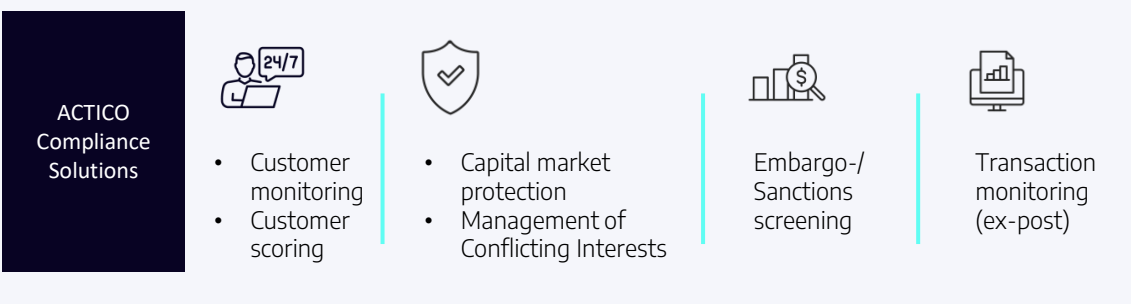 ACTICO
Compliance
Solutions
24/7
• Customer
monitoring
• Customer
scoring
• Capital market
protection
• Management of
Conflicting Interests
$
Embargo-/
Sanctions
screening
Transaction
monitoring
(ex-post)